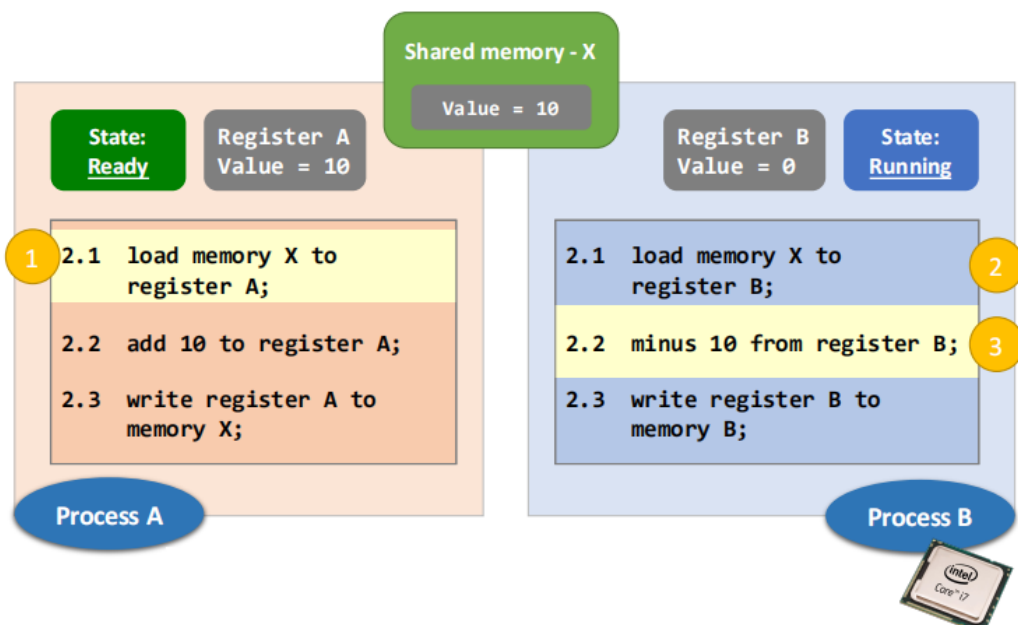 Shared memory - X
Value = 10
State:
Ready
Register A
Value = 10
1
2.1 load memory X to
register A;
2.2 add 10 to register A;
2.3 write register A to
memory X;
Process A
Register B
Value = 0
State:
Running
2.1 load memory X to
register B;
2
2.2 minus 10 from register B;
3
2.3 write register B to
memory B;
Process B
intel
Core™ i7